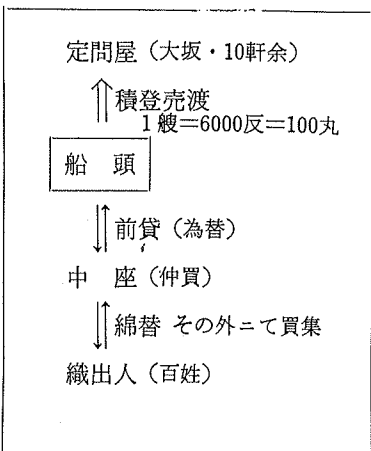 定問屋（大坂・10軒余）
積登売渡
1艘＝6000反＝100丸
船頭
前貸（為替）
中座（仲買）
綿替 その外ニて買集
織出人（百姓）